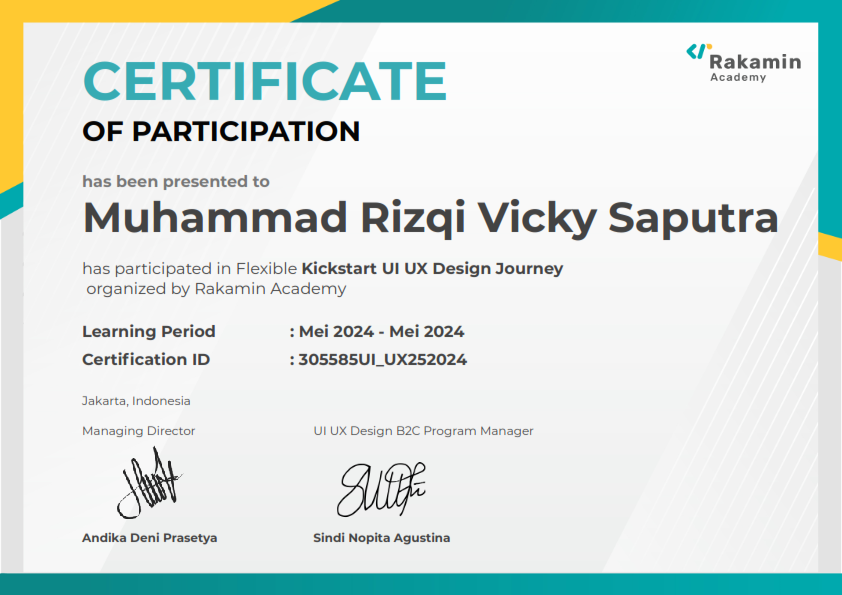 Rakamin
Academy
CERTIFICATE
OF PARTICIPATION
has been presented to
Muhammad Rizqi Vicky Saputra
has participated in Flexible Kickstart UI UX Design Journey
organized by Rakamin Academy
Learning Period : Mei 2024 - Mei 2024
Certification ID : 305585UI_UX252024
Jakarta, Indonesia
Managing Director UI UX Design B2C Program Manager
Andika Deni Prasetya Sindi Nopita Agustina